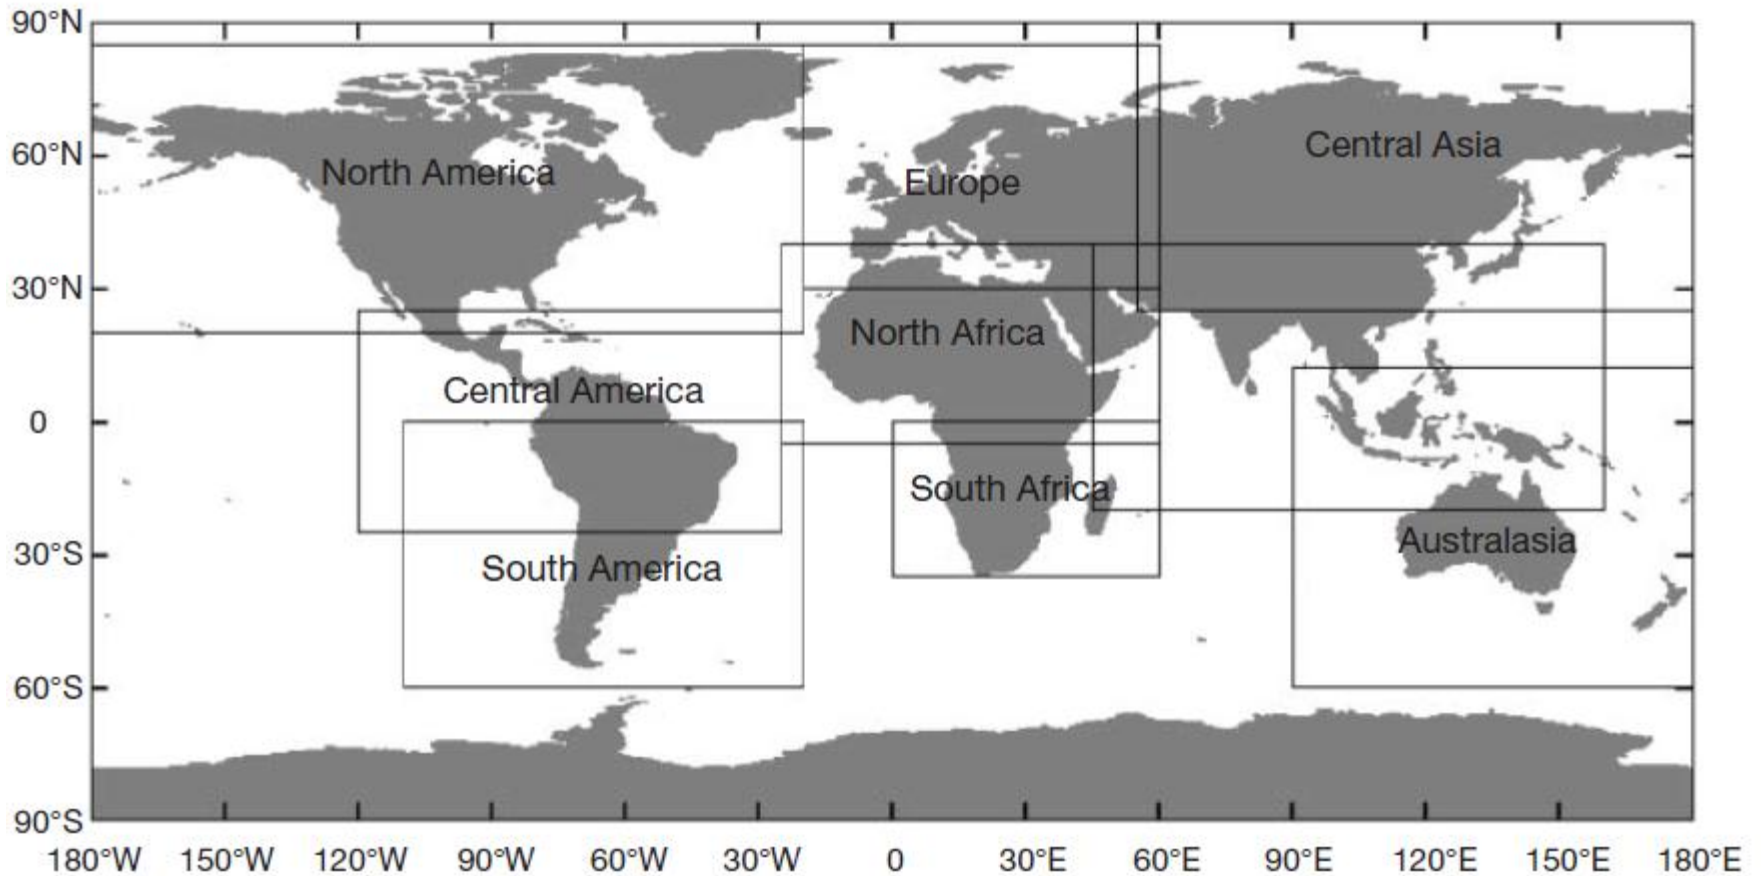 90°N
60°N
30°N
0
30°S
60°S
90°S
North America
Europe
Central Asia
North Africa
Central America
South Africa
Australasia
South America
180°W 150°W 120°W 90°W 60°W 30°W 0 30°E 60°E 90°E 120°E 150°E 180°E